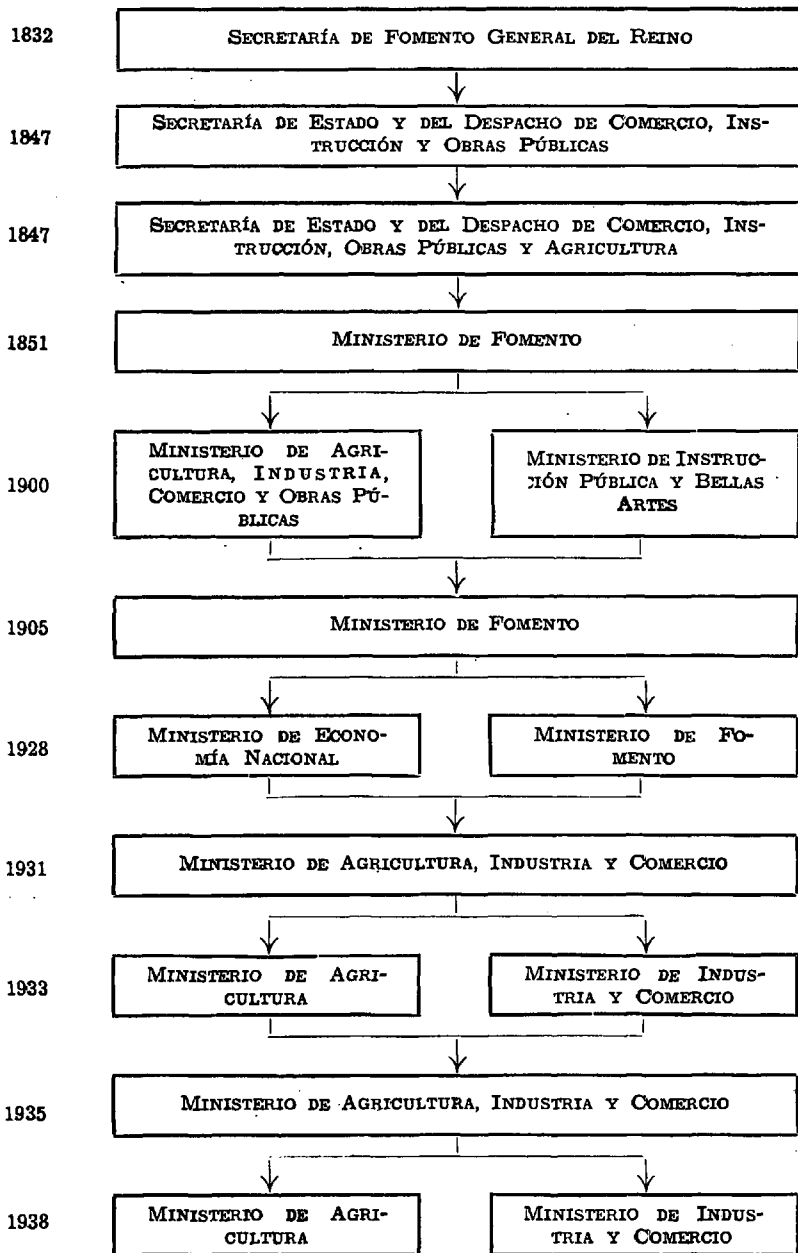 1832
Secretaría de Fomento General del Reino
1847
Secretaría de Estado y del Despacho de Comercio, Ins-
trucción y Obras Públicas
1847
Secretaría de Estado y del Despacho de Comercio, Ins-
trucción, Obras Públicas y Agricultura
1851
Ministerio de Fomento
1900
Ministerio de Agri-
cultura, Industria,
Comercio y Obras Pú-
blicas
Ministerio de Instruc-
ción Pública y Bellas
Artes
1905
Ministerio de Fomento
1928
Ministerio de Econo-
mía Nacional
Ministerio de Fo-
mento
1931
Ministerio de Agricultura, Industria y Comercio
1933
Ministerio de Agri-
cultura
Ministerio de Indus-
tria y Comercio
1935
Ministerio de Agricultura, Industria y Comercio
1938
Ministerio de Agri-
cultura
Ministerio de Indus-
tria y Comercio